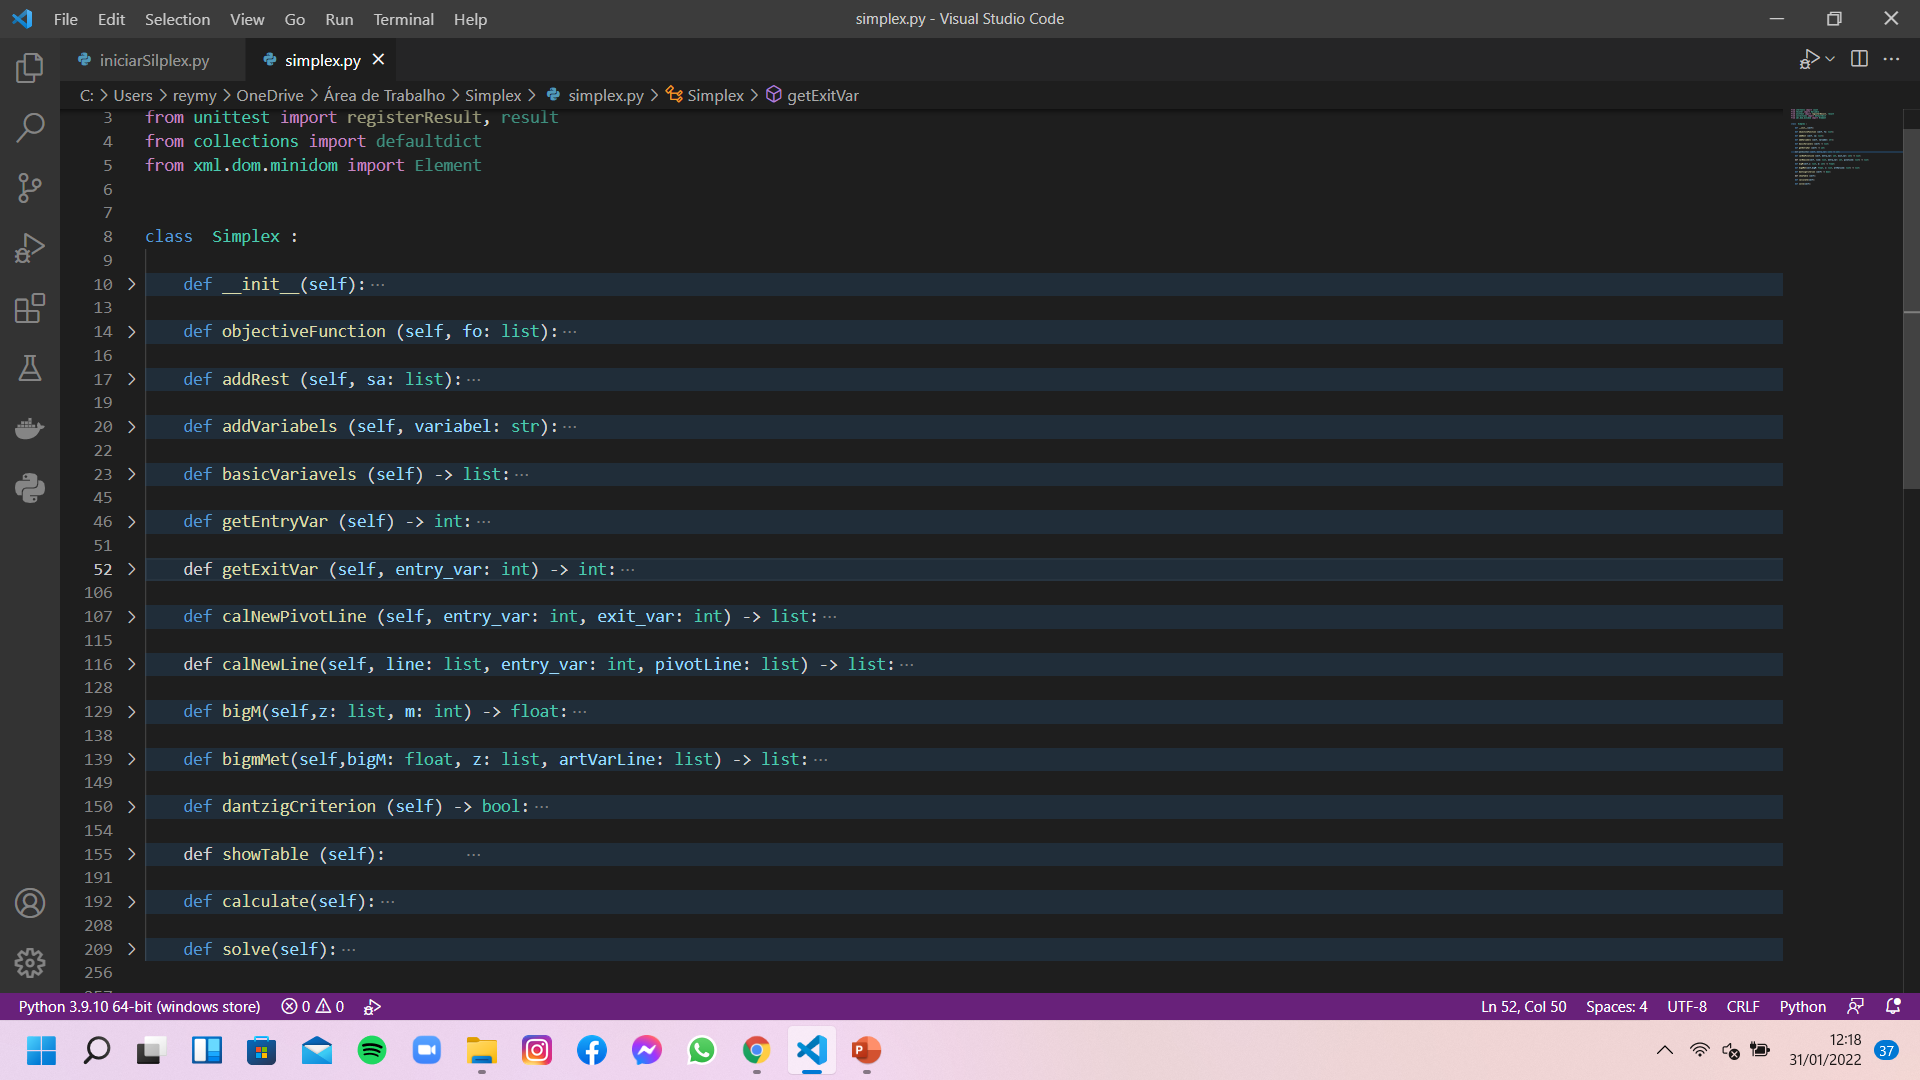 File Edit Selection View Go Run Terminal Help simplex.py - Visual Studio Code
iniciarSilplex.py simplex.py
C: > Users > reymy > OneDrive > Área de Trabalho > Simplex > simplex.py > Simplex > getExitVar
3 from unittest import registerResult, result
4 from collections import defaultdict
5 from xml.dom.minidom import Element
6
7
8 class  Simplex :
9
10 > def __init__(self):···
13
14 > def objectiveFunction (self, fo: list):···
16
17 > def addRest (self, sa: list):···
19
20 > def addVariabels (self, variabel: str):···
22
23 > def basicVariavels (self) -> list:···
45
46 > def getEntryVar (self) -> int:···
51
52 > def getExitVar (self, entry_var: int) -> int:···
106
107 > def calNewPivotLine (self, entry_var: int, exit_var: int) -> list:···
115
116 > def calNewLine(self, line: list, entry_var: int, pivotLine: list) -> list:···
128
129 > def bigM(self,z: list, m: int) -> float:···
138
139 > def bigmMet(self,bigM: float, z: list, artVarLine: list) -> list:···
149
150 > def dantzigCriterion (self) -> bool:···
154
155 > def showTable (self):        ···
191
192 > def calculate(self):···
208
209 > def solve(self):···
256
Python 3.9.10 64-bit (windows store) 0 0 Ln 52, Col 50 Spaces: 4 UTF-8 CRLF Python
12:18
31/01/2022 37